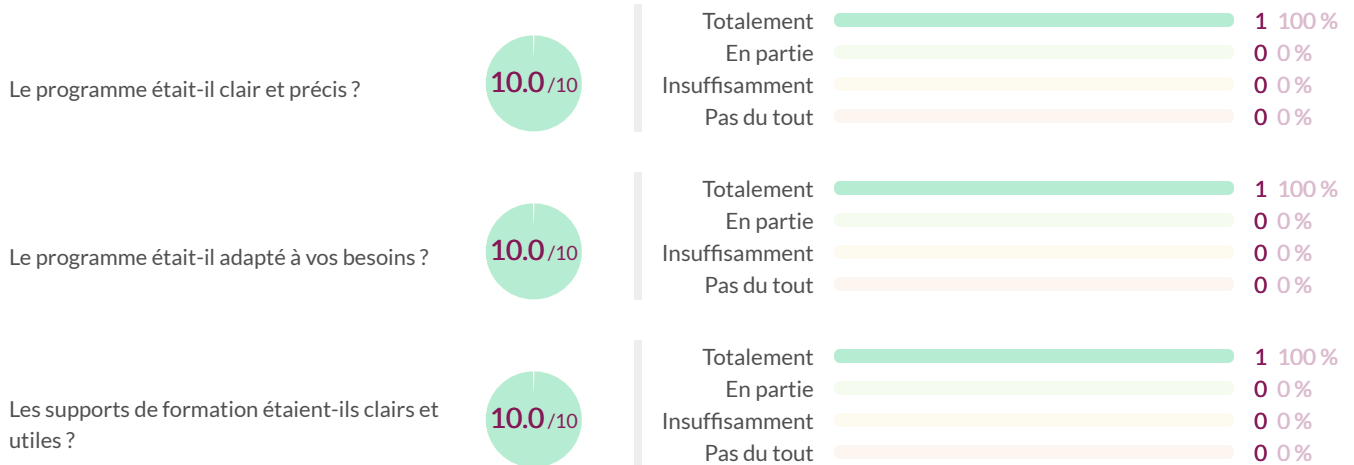 Le programme était-il clair et précis ?
10.0 /10
Totalement 1 100 %
En partie 0 0 %
Insuffisamment 0 0 %
Pas du tout 0 0 %
Le programme était-il adapté à vos besoins ?
10.0 /10
Totalement 1 100 %
En partie 0 0 %
Insuffisamment 0 0 %
Pas du tout 0 0 %
Les supports de formation étaient-ils clairs et
utiles ?
10.0 /10
Totalement 1 100 %
En partie 0 0 %
Insuffisamment 0 0 %
Pas du tout 0 0 %